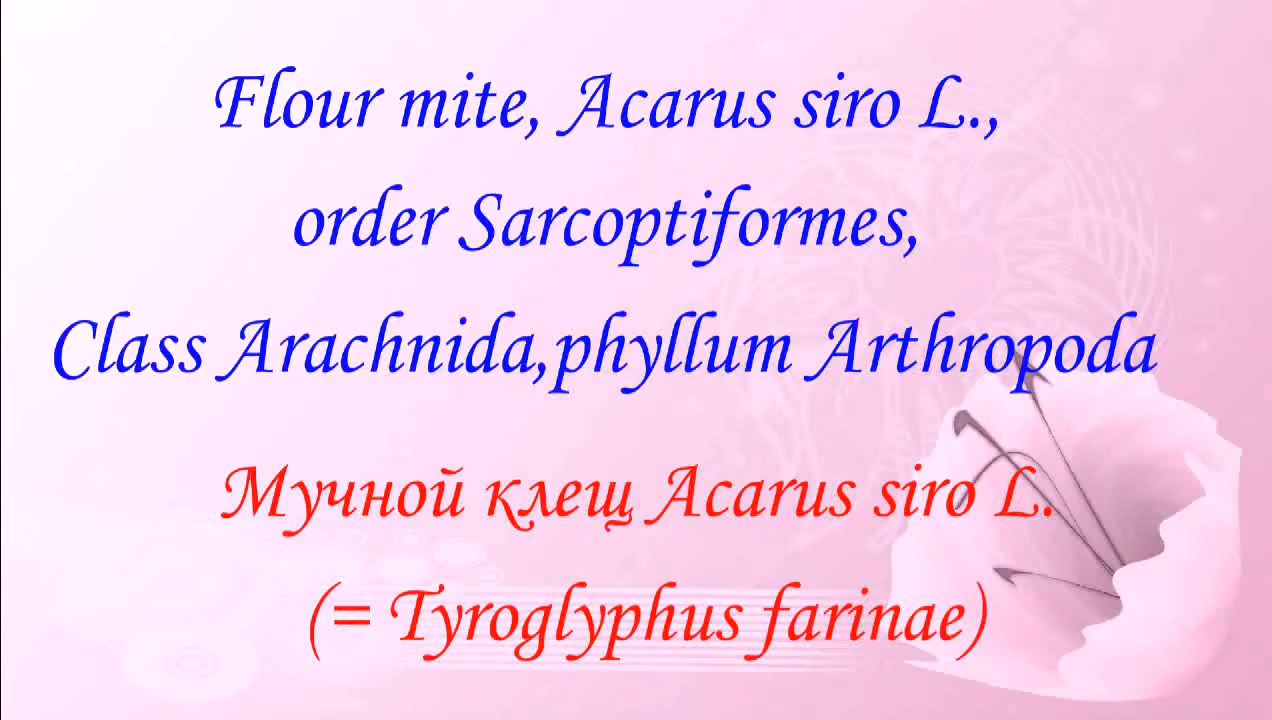 Flour mite, Acarus siro L.,
order Sarcoptiformes,
Class Arachnida,phyllum Arthropoda
Мучной клещ Acarus siro L.
(= Tyroglyphus farinae)